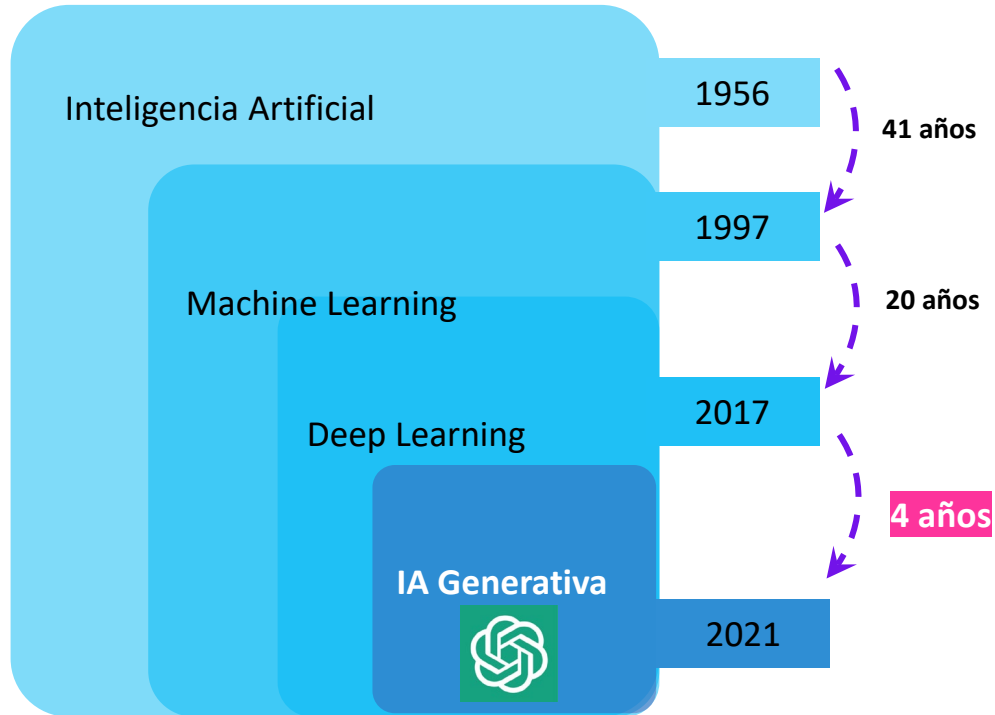 Inteligencia Artificial
1956
41 años
1997
Machine Learning
20 años
2017
Deep Learning
4 años
IA Generativa
2021